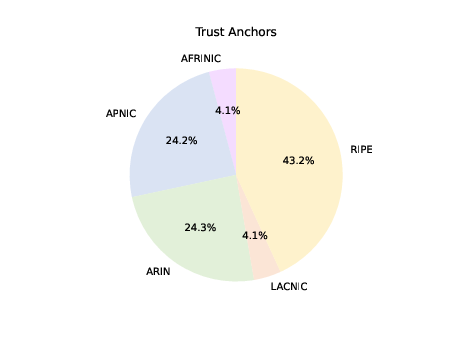 Trust Anchors
AFRINIC
4.1%
APNIC
24.2%
RIPE
43.2%
ARIN
24.3%
LACNIC
4.1%